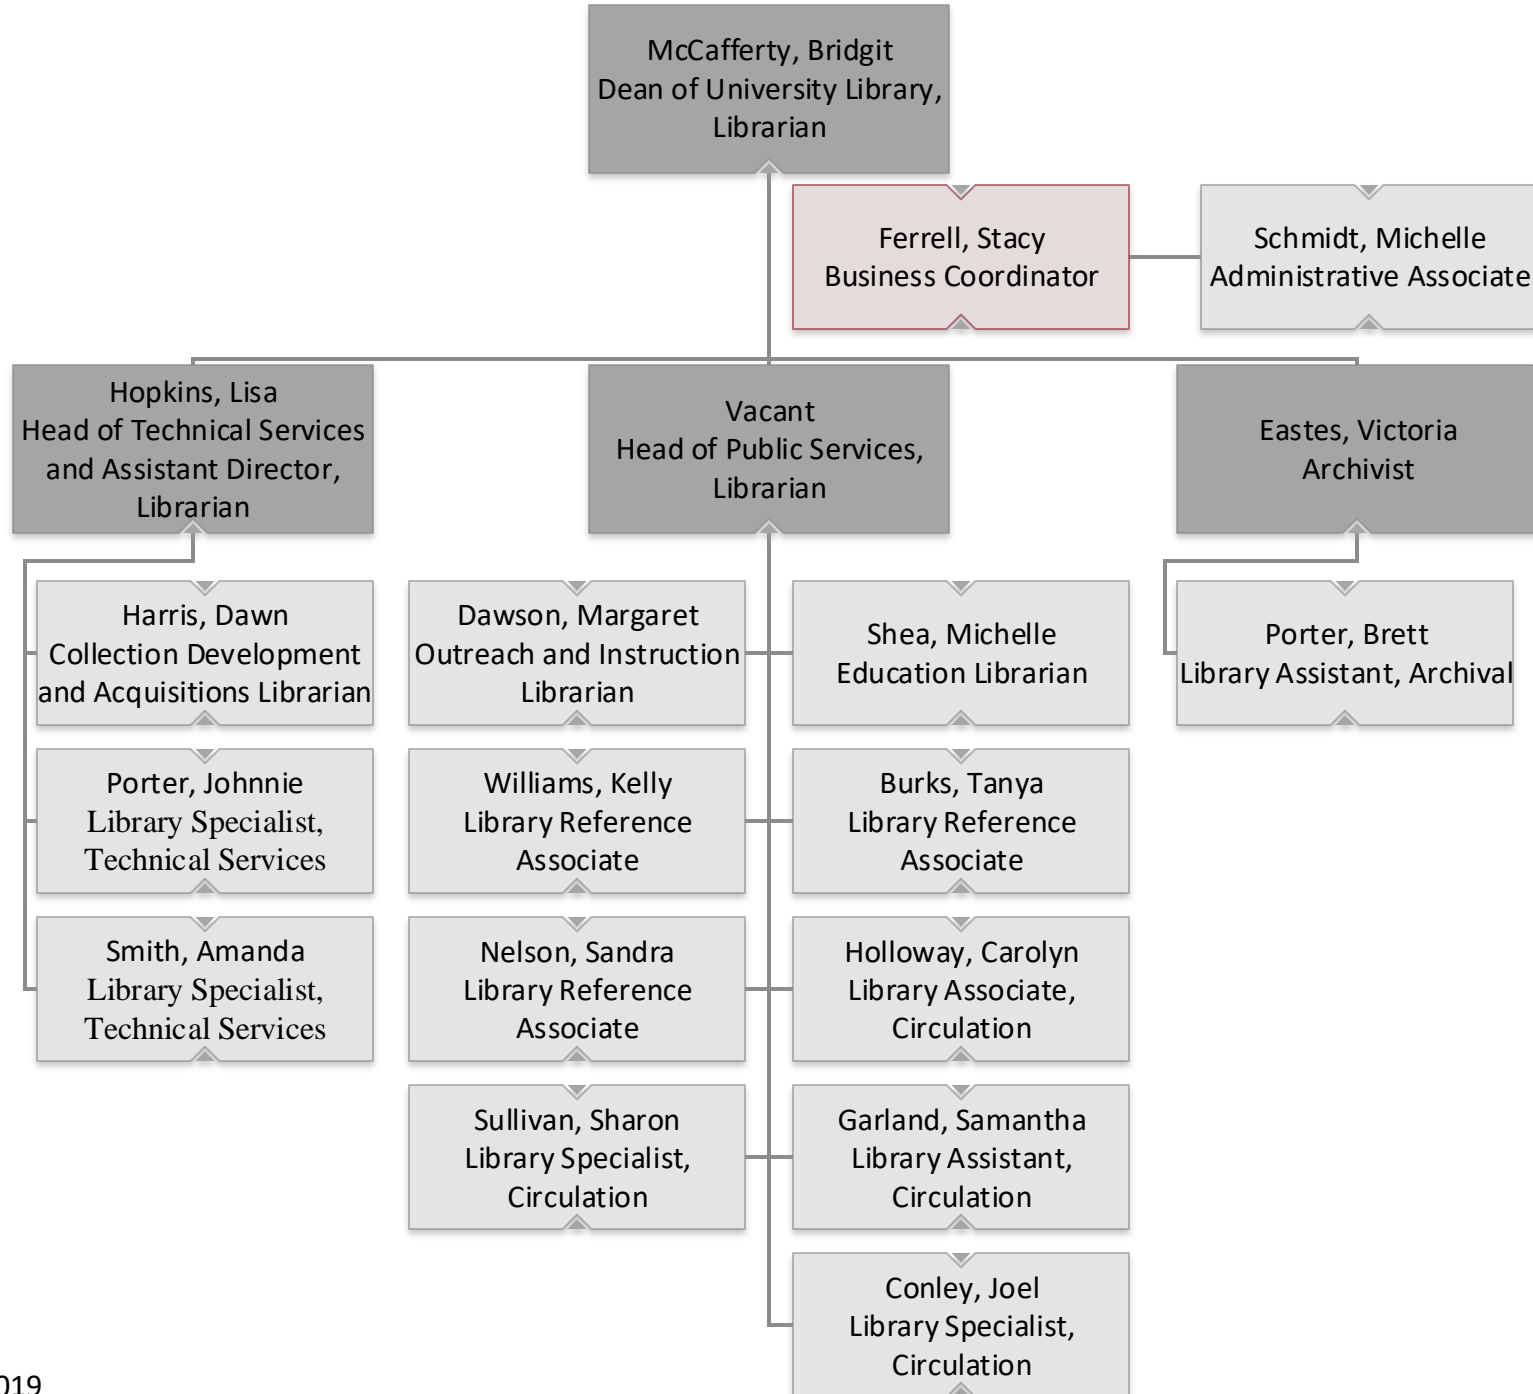 McCafferty, Bridgit
Dean of University Library,
Librarian
Ferrell, Stacy
Business Coordinator
Schmidt, Michelle
Administrative Associate
Hopkins, Lisa
Head of Technical Services
and Assistant Director,
Librarian
Vacant
Head of Public Services,
Librarian
Eastes, Victoria
Archivist
Harris, Dawn
Collection Development
and Acquisitions Librarian
Dawson, Margaret
Outreach and Instruction
Librarian
Shea, Michelle
Education Librarian
Porter, Brett
Library Assistant, Archival
Porter, Johnnie
Library Specialist,
Technical Services
Williams, Kelly
Library Reference
Associate
Burks, Tanya
Library Reference
Associate
Smith, Amanda
Library Specialist,
Technical Services
Nelson, Sandra
Library Reference
Associate
Holloway, Carolyn
Library Associate,
Circulation
Sullivan, Sharon
Library Specialist,
Circulation
Garland, Samantha
Library Assistant,
Circulation
Conley, Joel
Library Specialist,
Circulation